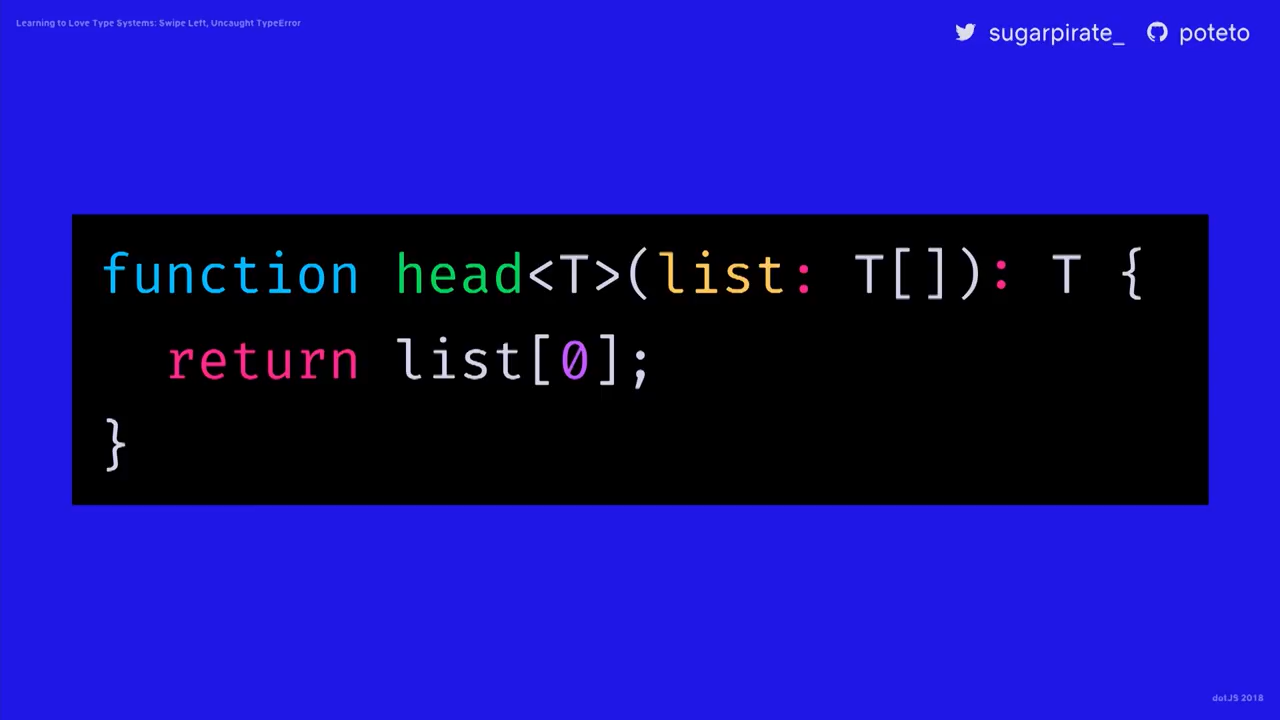 Learning to Love Type Systems: Swipe Left, Uncaught TypeError
sugarpirate_ poteto
function head<T>(list: T[]): T {
  return list[0];
}
dotJS 2018